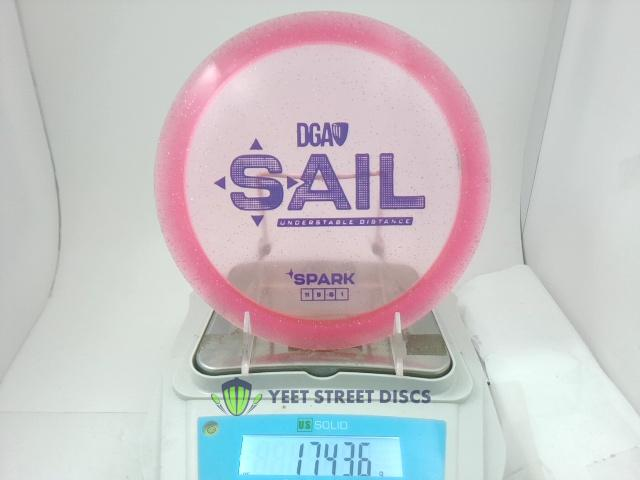 DGA
SAIL
UNDERSTABLE DISTANCE
SPARK
YEET STREET DISCS
US SOLID
174.36 g